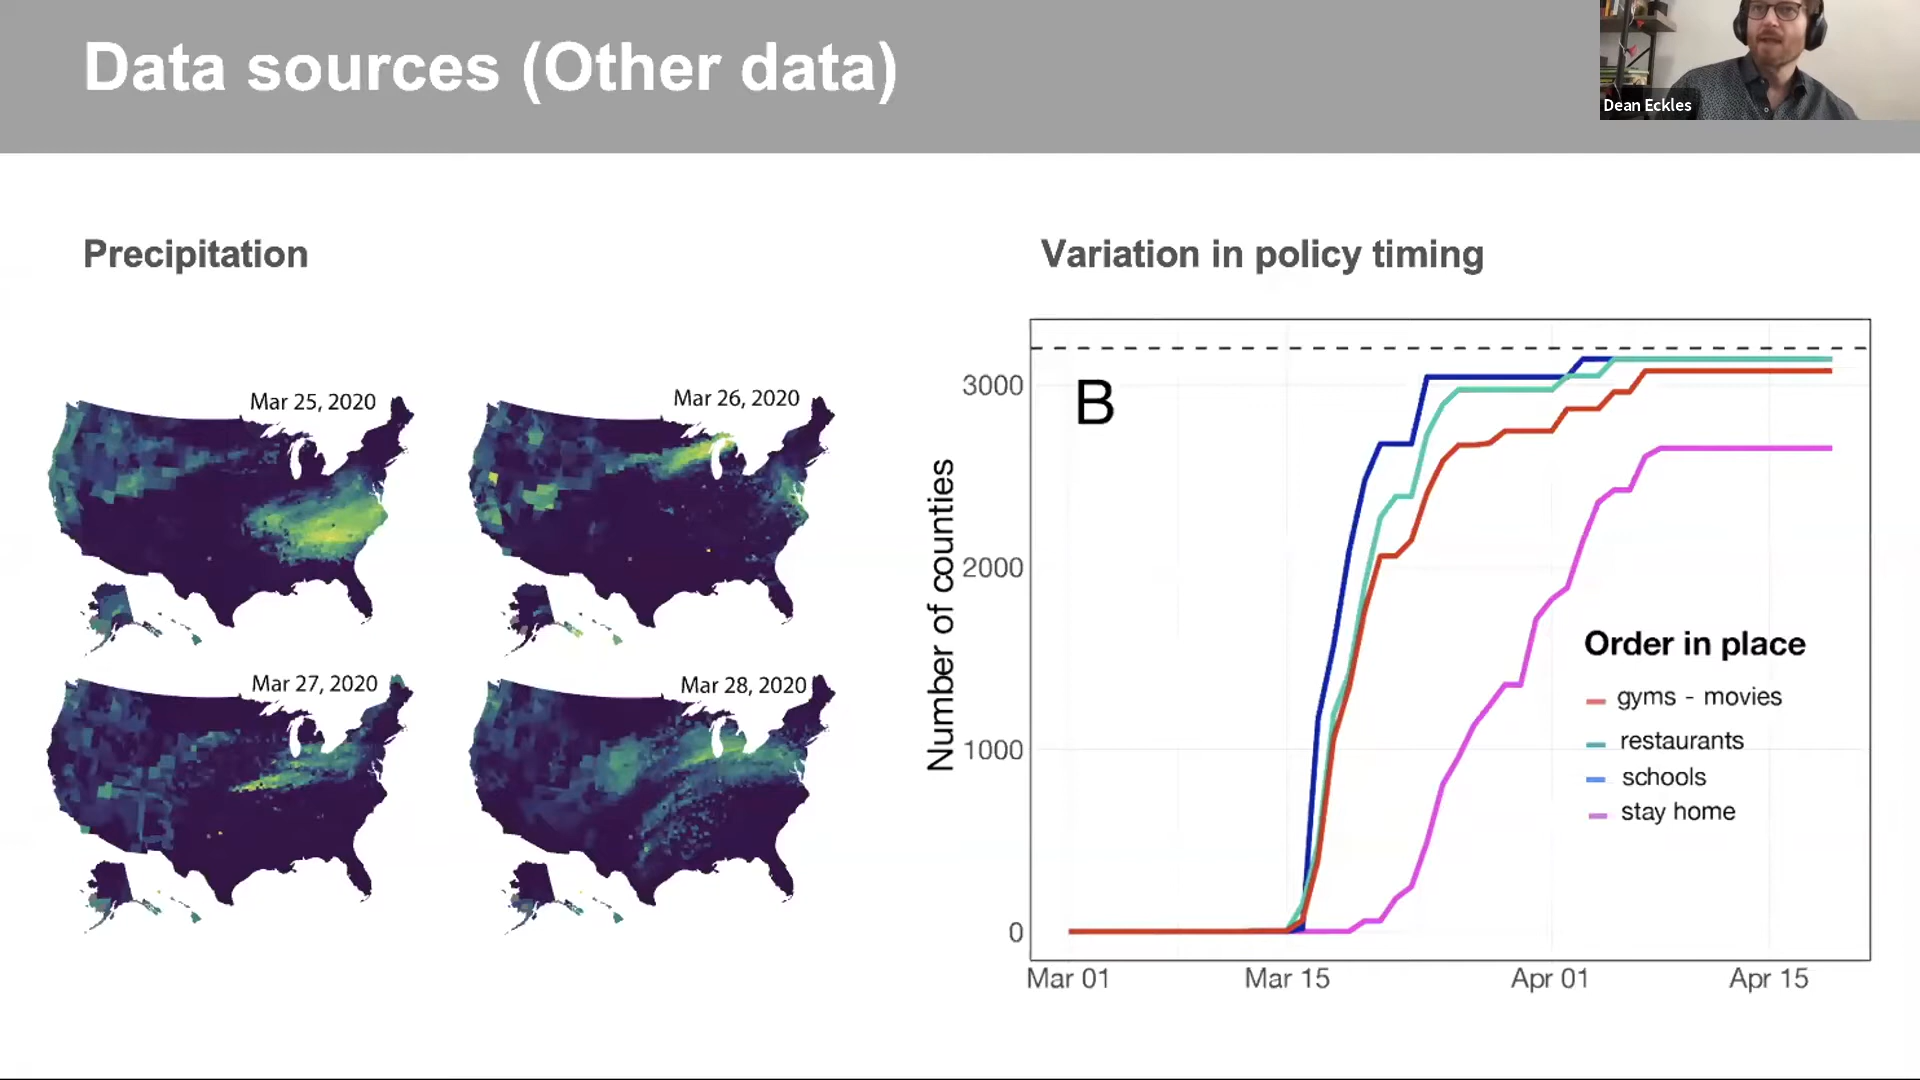 Data sources (Other data)
Dean Eckles
Precipitation
Mar 25, 2020
Mar 26, 2020
Mar 27, 2020
Mar 28, 2020
Variation in policy timing
B
Number of counties
3000
2000
1000
0
Mar 01
Mar 15
Apr 01
Apr 15
Order in place
gyms - movies
restaurants
schools
stay home